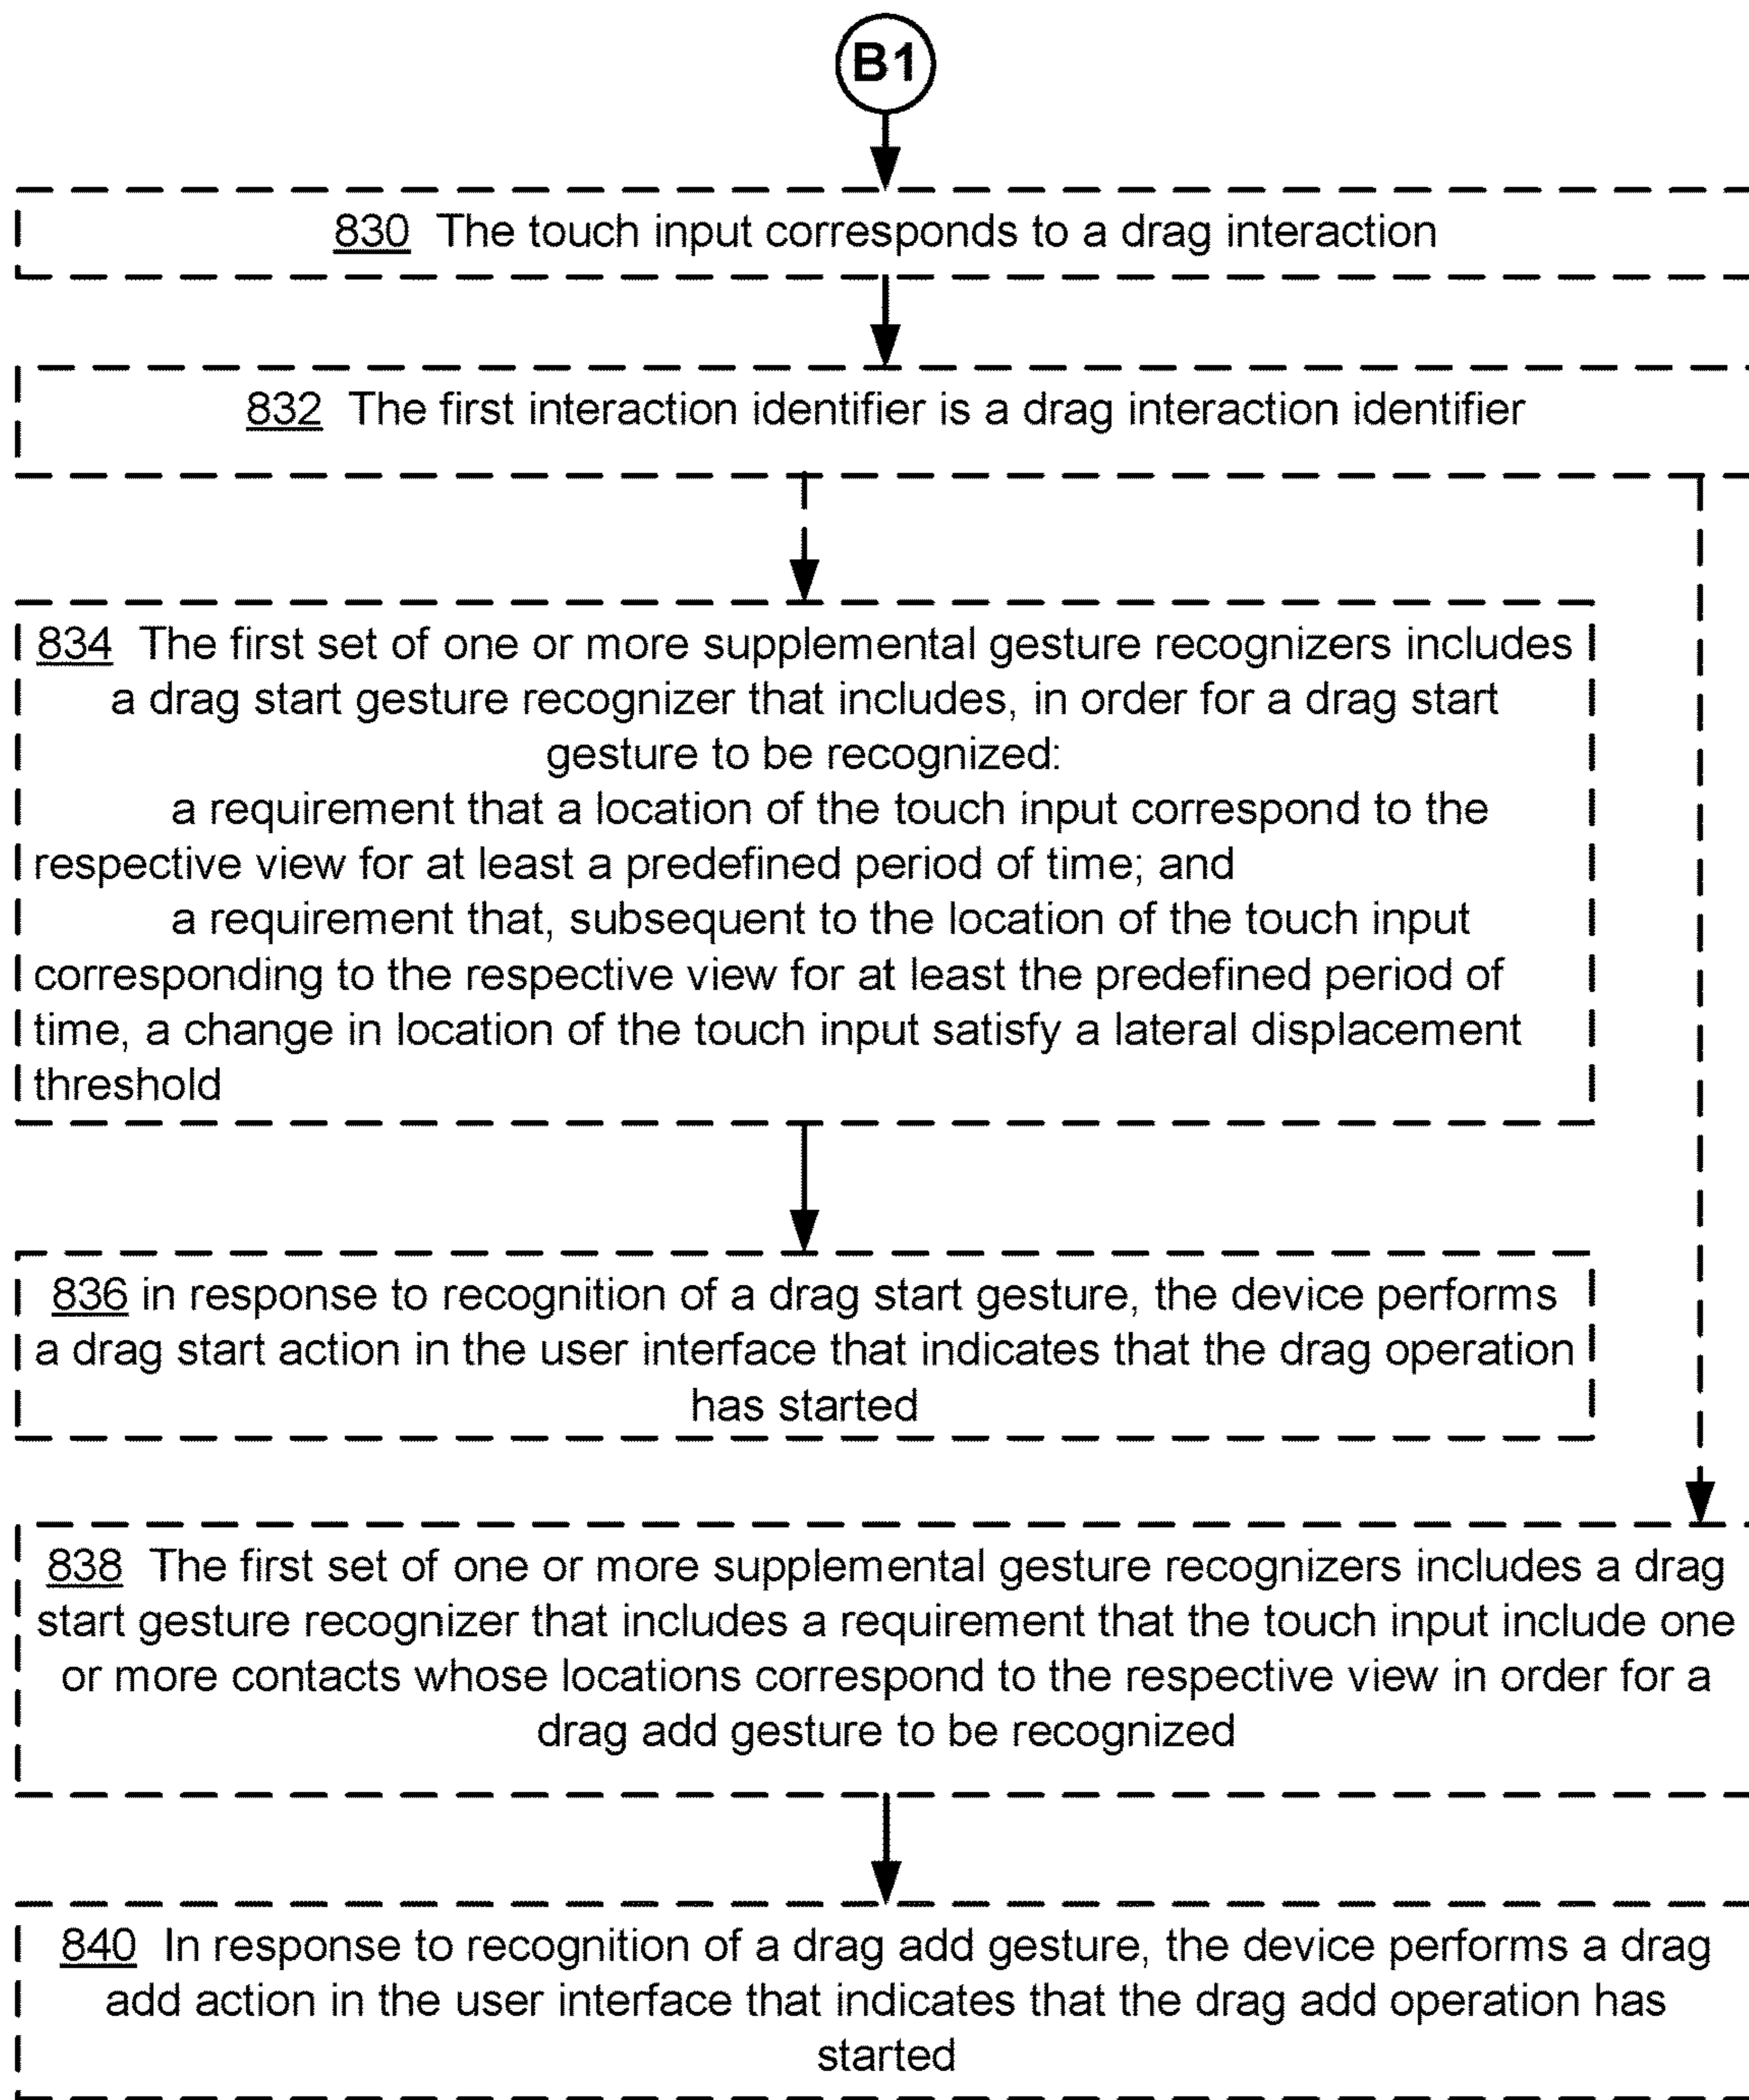 B1
830 The touch input corresponds to a drag interaction
832 The first interaction identifier is a drag interaction identifier
834 The first set of one or more supplemental gesture recognizers includes
a drag start gesture recognizer that includes, in order for a drag start
gesture to be recognized:
a requirement that a location of the touch input correspond to the
respective view for at least a predefined period of time; and
a requirement that, subsequent to the location of the touch input
corresponding to the respective view for at least the predefined period of
time, a change in location of the touch input satisfy a lateral displacement
threshold
836 in response to recognition of a drag start gesture, the device performs
a drag start action in the user interface that indicates that the drag operation
has started
838 The first set of one or more supplemental gesture recognizers includes a drag
start gesture recognizer that includes a requirement that the touch input include one
or more contacts whose locations correspond to the respective view in order for a
drag add gesture to be recognized
840 In response to recognition of a drag add gesture, the device performs a drag
add action in the user interface that indicates that the drag add operation has
started